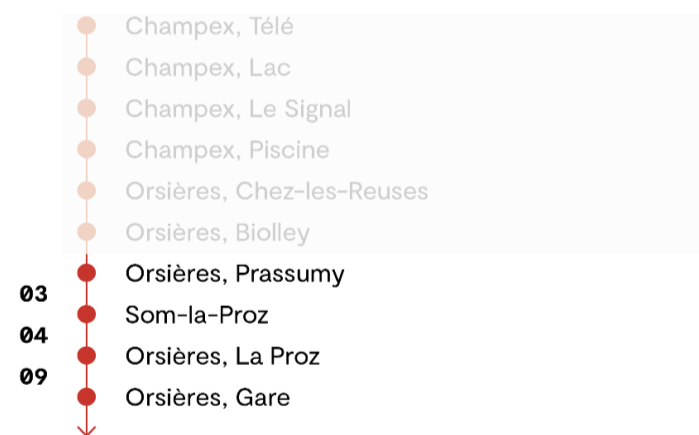 Champex, Télé
Champex, Lac
Champex, Le Signal
Champex, Piscine
Orsières, Chez-les-Reuses
Orsières, Biolley
Orsières, Prassumy
03
Som-la-Proz
04
Orsières, La Proz
09
Orsières, Gare